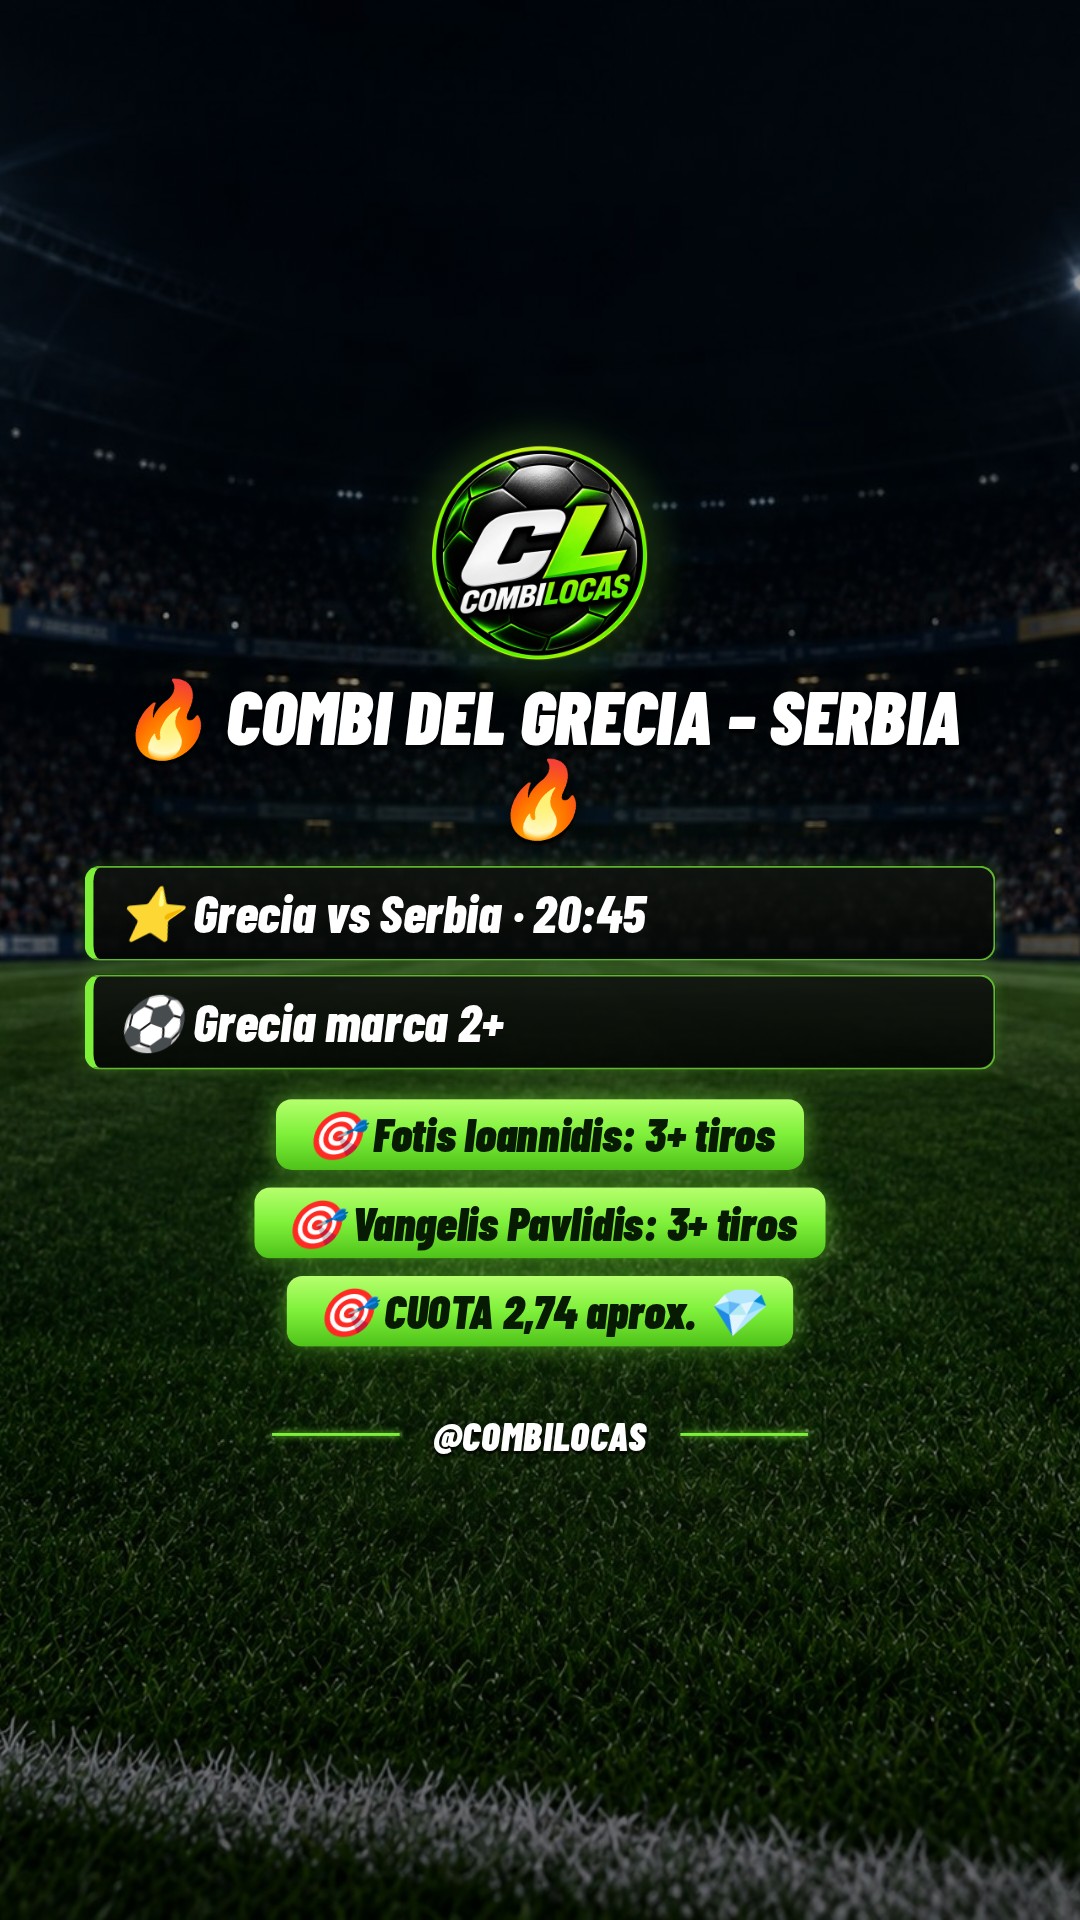 CL
COMBILOCAS
🔥 COMBI DEL GRECIA - SERBIA
🔥
⭐ Grecia vs Serbia · 20:45
⚽ Grecia marca 2+
🎯 Fotis Ioannidis: 3+ tiros
🎯 Vangelis Pavlidis: 3+ tiros
🎯 CUOTA 2,74 aprox. 💎
@COMBILOCAS